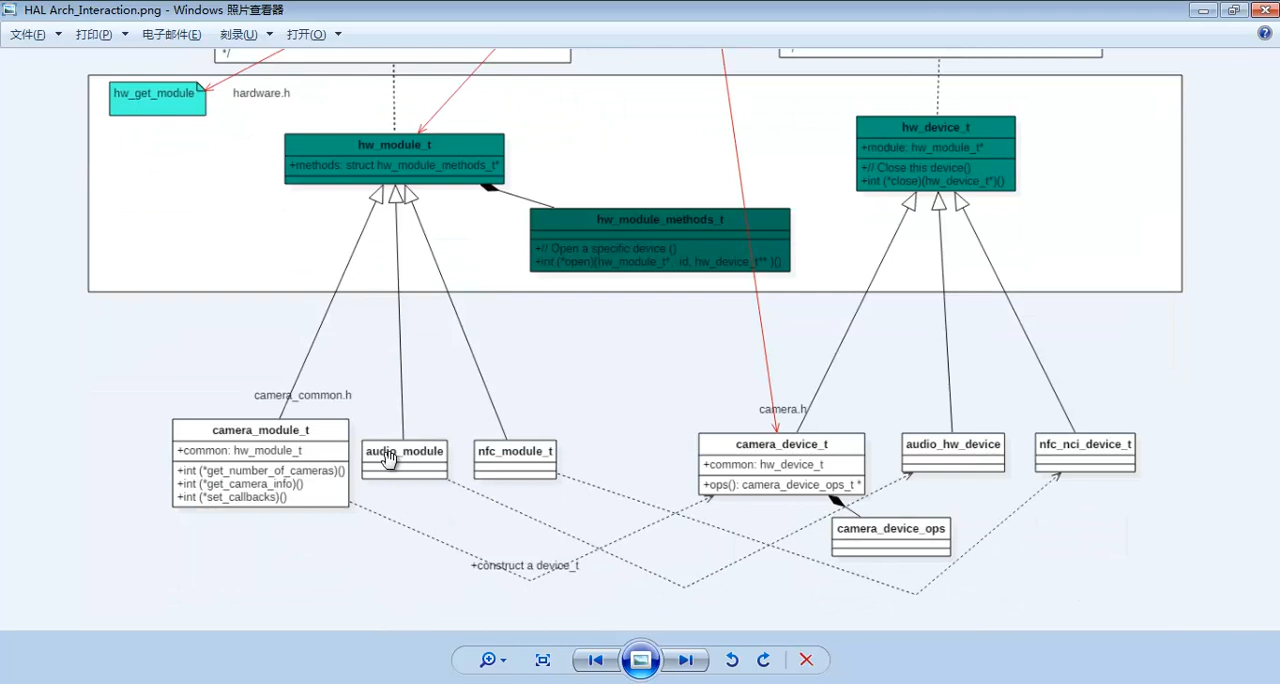 HAL Arch_Interaction.png - Windows 照片查看器
文件(F) 打印(P) 电子邮件(E) 刻录(U) 打开(O)
*/
hw_get_module
hardware.h
hw_module_t
+methods: struct hw_module_methods_t*
hw_device_t
+module: hw_module_t*
+// Close this device()
+int (*close)(hw_device_t*)()
hw_module_methods_t
+// Open a specific device ()
+int (*open)(hw_module_t* , id, hw_device_t** )()
camera_common.h
camera_module_t
+common: hw_module_t
+int (*get_number_of_cameras)()
+int (*get_camera_info)()
+int (*set_callbacks)()
audio_module
nfc_module_t
camera.h
camera_device_t
+common: hw_device_t
+ops(): camera_device_ops_t *
audio_hw_device
nfc_nci_device_t
camera_device_ops
+construct a device_t